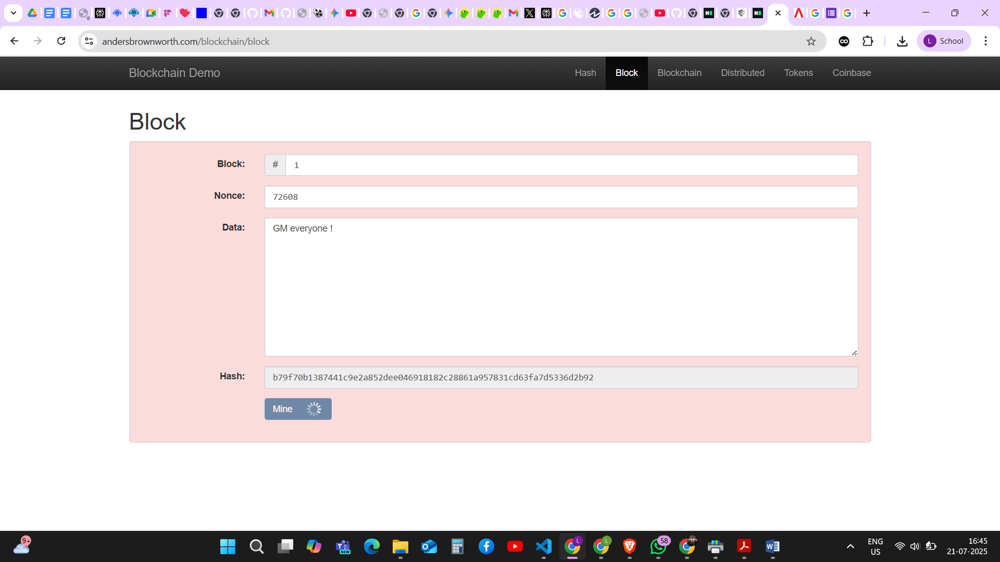 andersbrownworth.com/blockchain/block
L School
Blockchain Demo
Hash
Block
Blockchain
Distributed
Tokens
Coinbase
Block
Block:
# 1
Nonce:
72608
Data:
GM everyone !
Hash:
b79f70b1387441c9e2a852dee046918182c28861a957831cd63fa7d5336d2b92
Mine
9+
NEW
L
L
58
ENG
US
16:45
21-07-2025